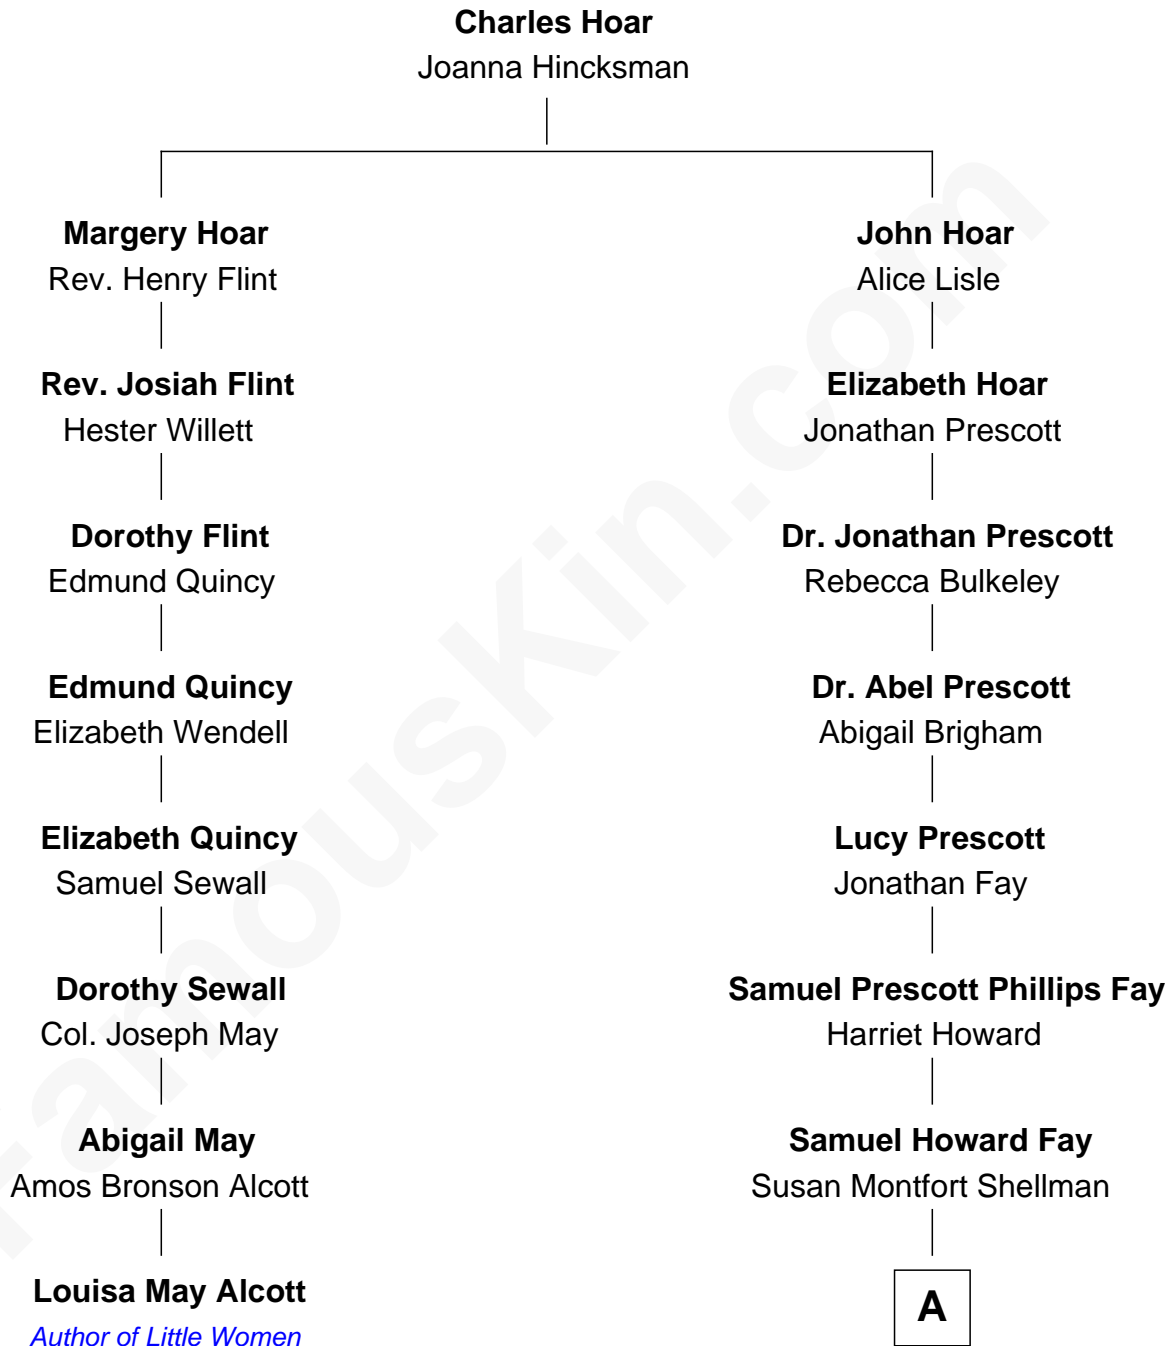 Charles Hoar
Joanna Hincksman
Margery Hoar
Rev. Henry Flint
John Hoar
Alice Lisle
Rev. Josiah Flint
Hester Willett
Elizabeth Hoar
Jonathan Prescott
Dorothy Flint
Edmund Quincy
Dr. Jonathan Prescott
Rebecca Bulkeley
Edmund Quincy
Elizabeth Wendell
Dr. Abel Prescott
Abigail Brigham
Elizabeth Quincy
Samuel Sewall
Lucy Prescott
Jonathan Fay
Dorothy Sewall
Col. Joseph May
Samuel Prescott Phillips Fay
Harriet Howard
Abigail May
Amos Bronson Alcott
Samuel Howard Fay
Susan Montfort Shellman
Louisa May Alcott
Author of Little Women
A
FamousKin.com